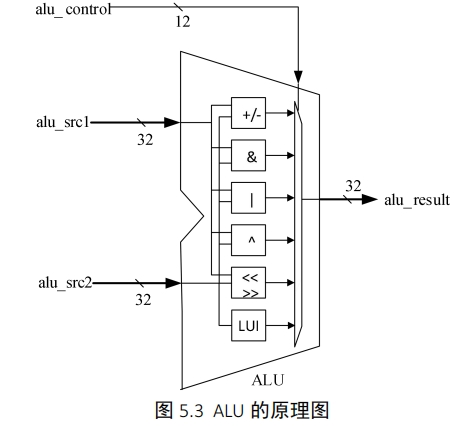 alu_control
12
+/-
alu_src1
32
&
|
32
alu_result
^
<<
>>
alu_src2
32
LUI
ALU
图 5.3 ALU 的原理图